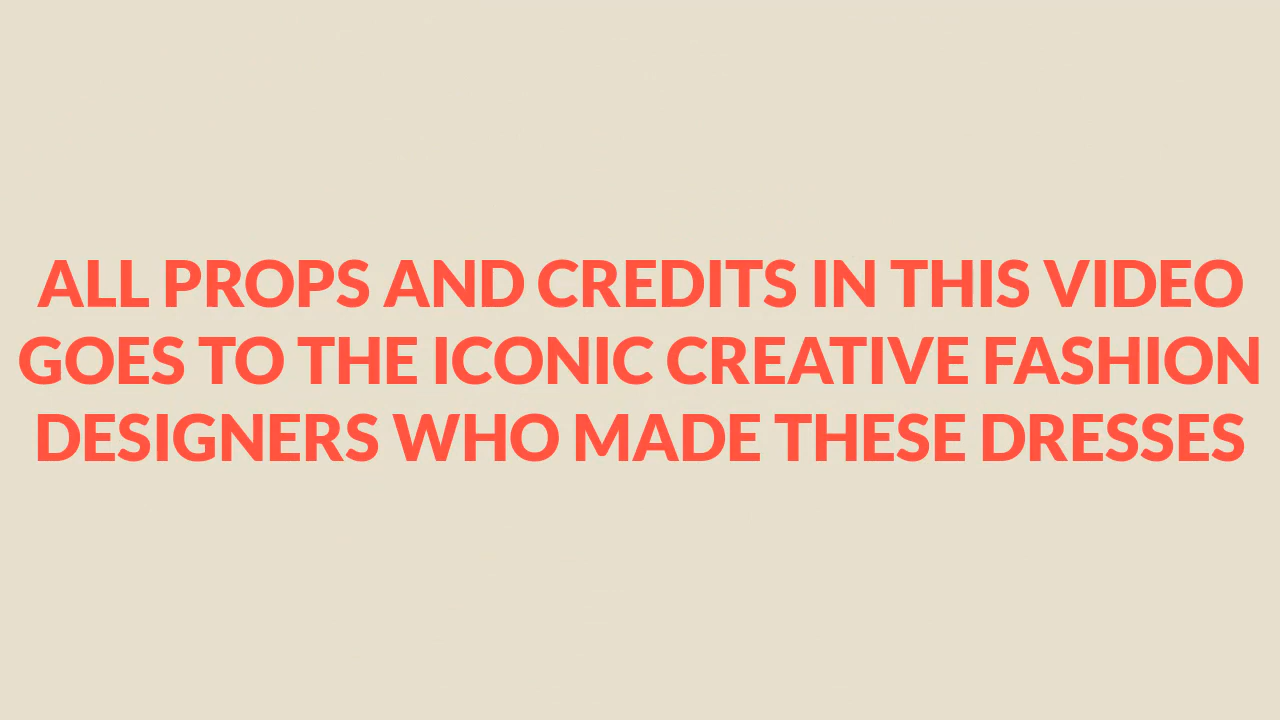 ALL PROPS AND CREDITS IN THIS VIDEO
GOES TO THE ICONIC CREATIVE FASHION
DESIGNERS WHO MADE THESE DRESSES